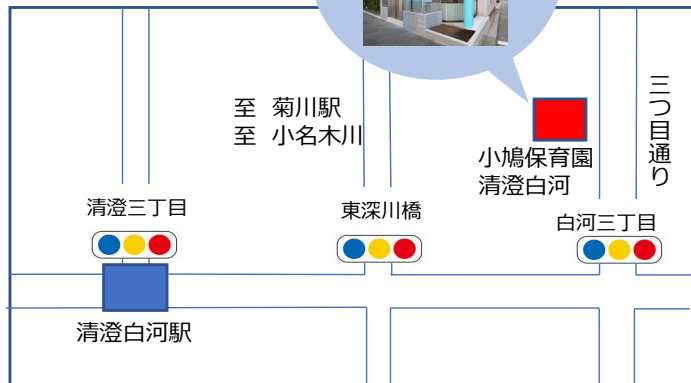 至 菊川駅
至 小名木川
三つ目通り
小鳩保育園
清澄白河
清澄三丁目
東深川橋
白河三丁目
清澄白河駅